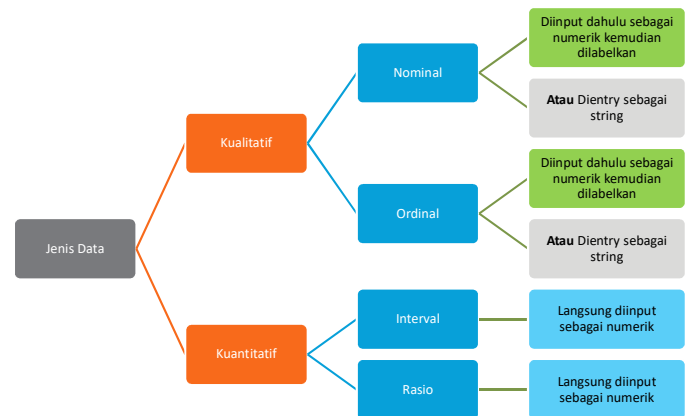 Jenis Data
Kualitatif
Nominal
Diinput dahulu sebagai
numerik kemudian
dilabelkan
Atau Dientry sebagai
string
Ordinal
Diinput dahulu sebagai
numerik kemudian
dilabelkan
Atau Dientry sebagai
string
Kuantitatif
Interval
Langsung diinput
sebagai numerik
Rasio
Langsung diinput
sebagai numerik